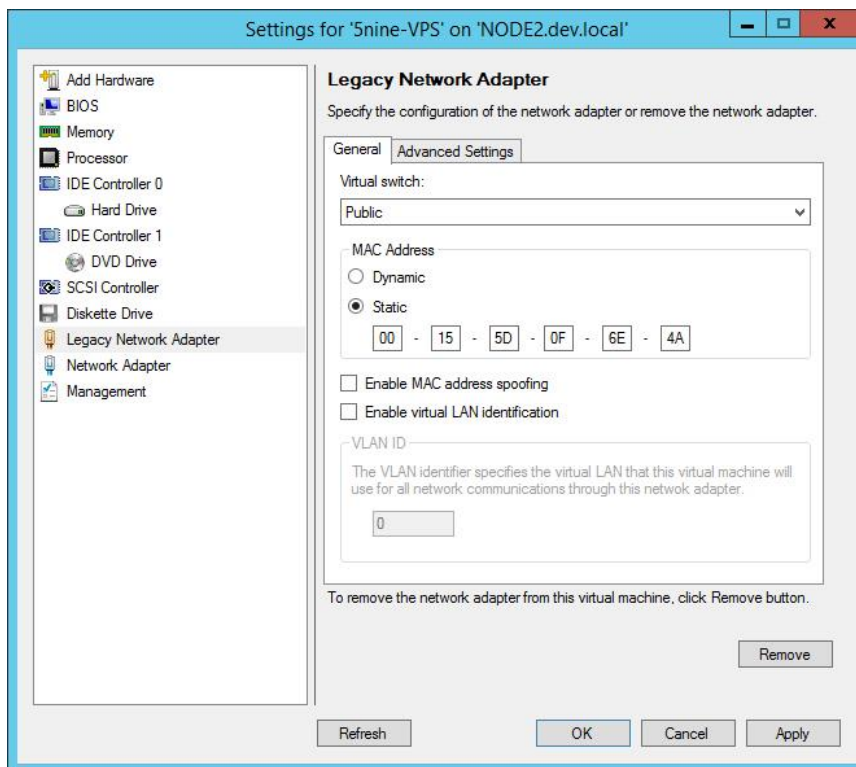 Settings for '5nine-VPS' on 'NODE2.dev.local'
Add Hardware
BIOS
Memory
Processor
IDE Controller 0
Hard Drive
IDE Controller 1
DVD Drive
SCSI Controller
Diskette Drive
Legacy Network Adapter
Network Adapter
Management
Legacy Network Adapter
Specify the configuration of the network adapter or remove the network adapter.
General Advanced Settings
Virtual switch:
Public
MAC Address
Dynamic
Static
00 - 15 - 5D - 0F - 6E - 4A
Enable MAC address spoofing
Enable virtual LAN identification
VLAN ID
The VLAN identifier specifies the virtual LAN that this virtual machine will
use for all network communications through this netwok adapter.
0
To remove the network adapter from this virtual machine, click Remove button.
Remove
Refresh OK Cancel Apply